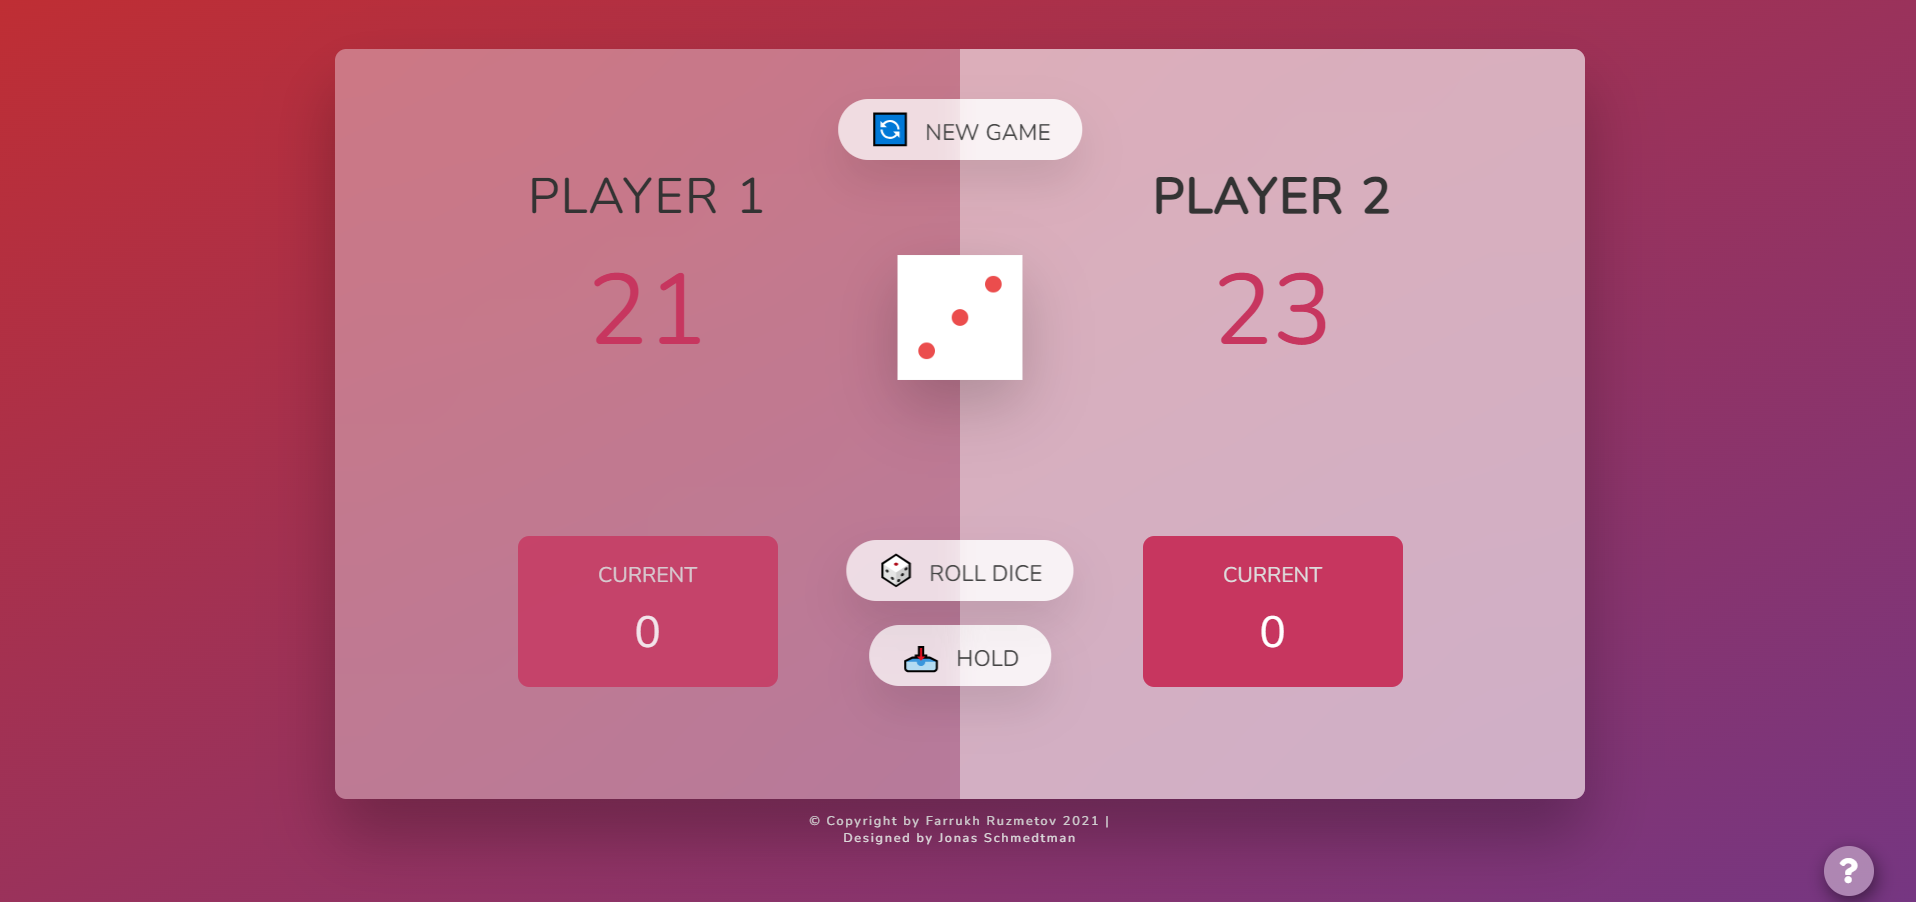 NEW GAME
PLAYER 1
21
CURRENT
0
PLAYER 2
23
CURRENT
0
ROLL DICE
HOLD
© Copyright by Farrukh Ruzmetov 2021 |
Designed by Jonas Schmedtman
?